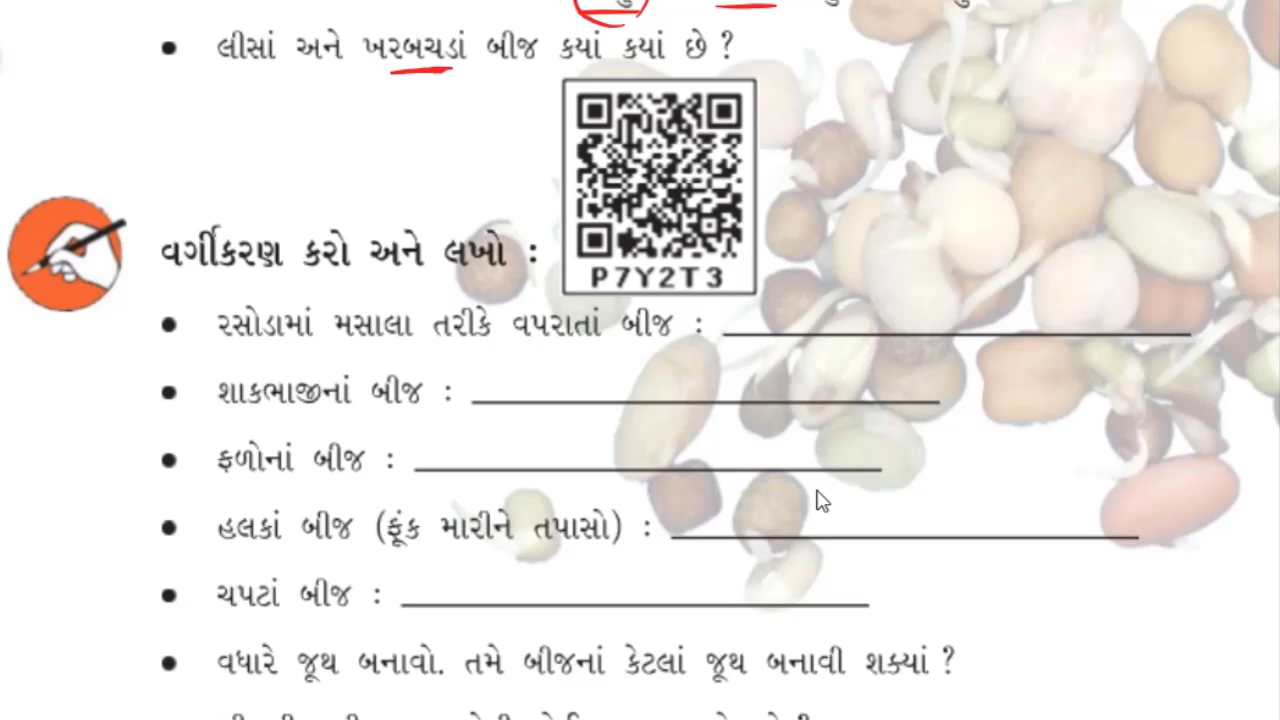 લીસાં અને ખરબચડાં બીજ કયાં કયાં છે ?
P7Y2T3
વર્ગીકરણ કરો અને લખો :
રસોડામાં મસાલા તરીકે વપરાતાં બીજ :
શાકભાજીનાં બીજ :
ફળોનાં બીજ :
હલકાં બીજ (ફૂંક મારીને તપાસો) :
ચપટાં બીજ :
વધારે જૂથ બનાવો. તમે બીજનાં કેટલાં જૂથ બનાવી શક્યાં ?